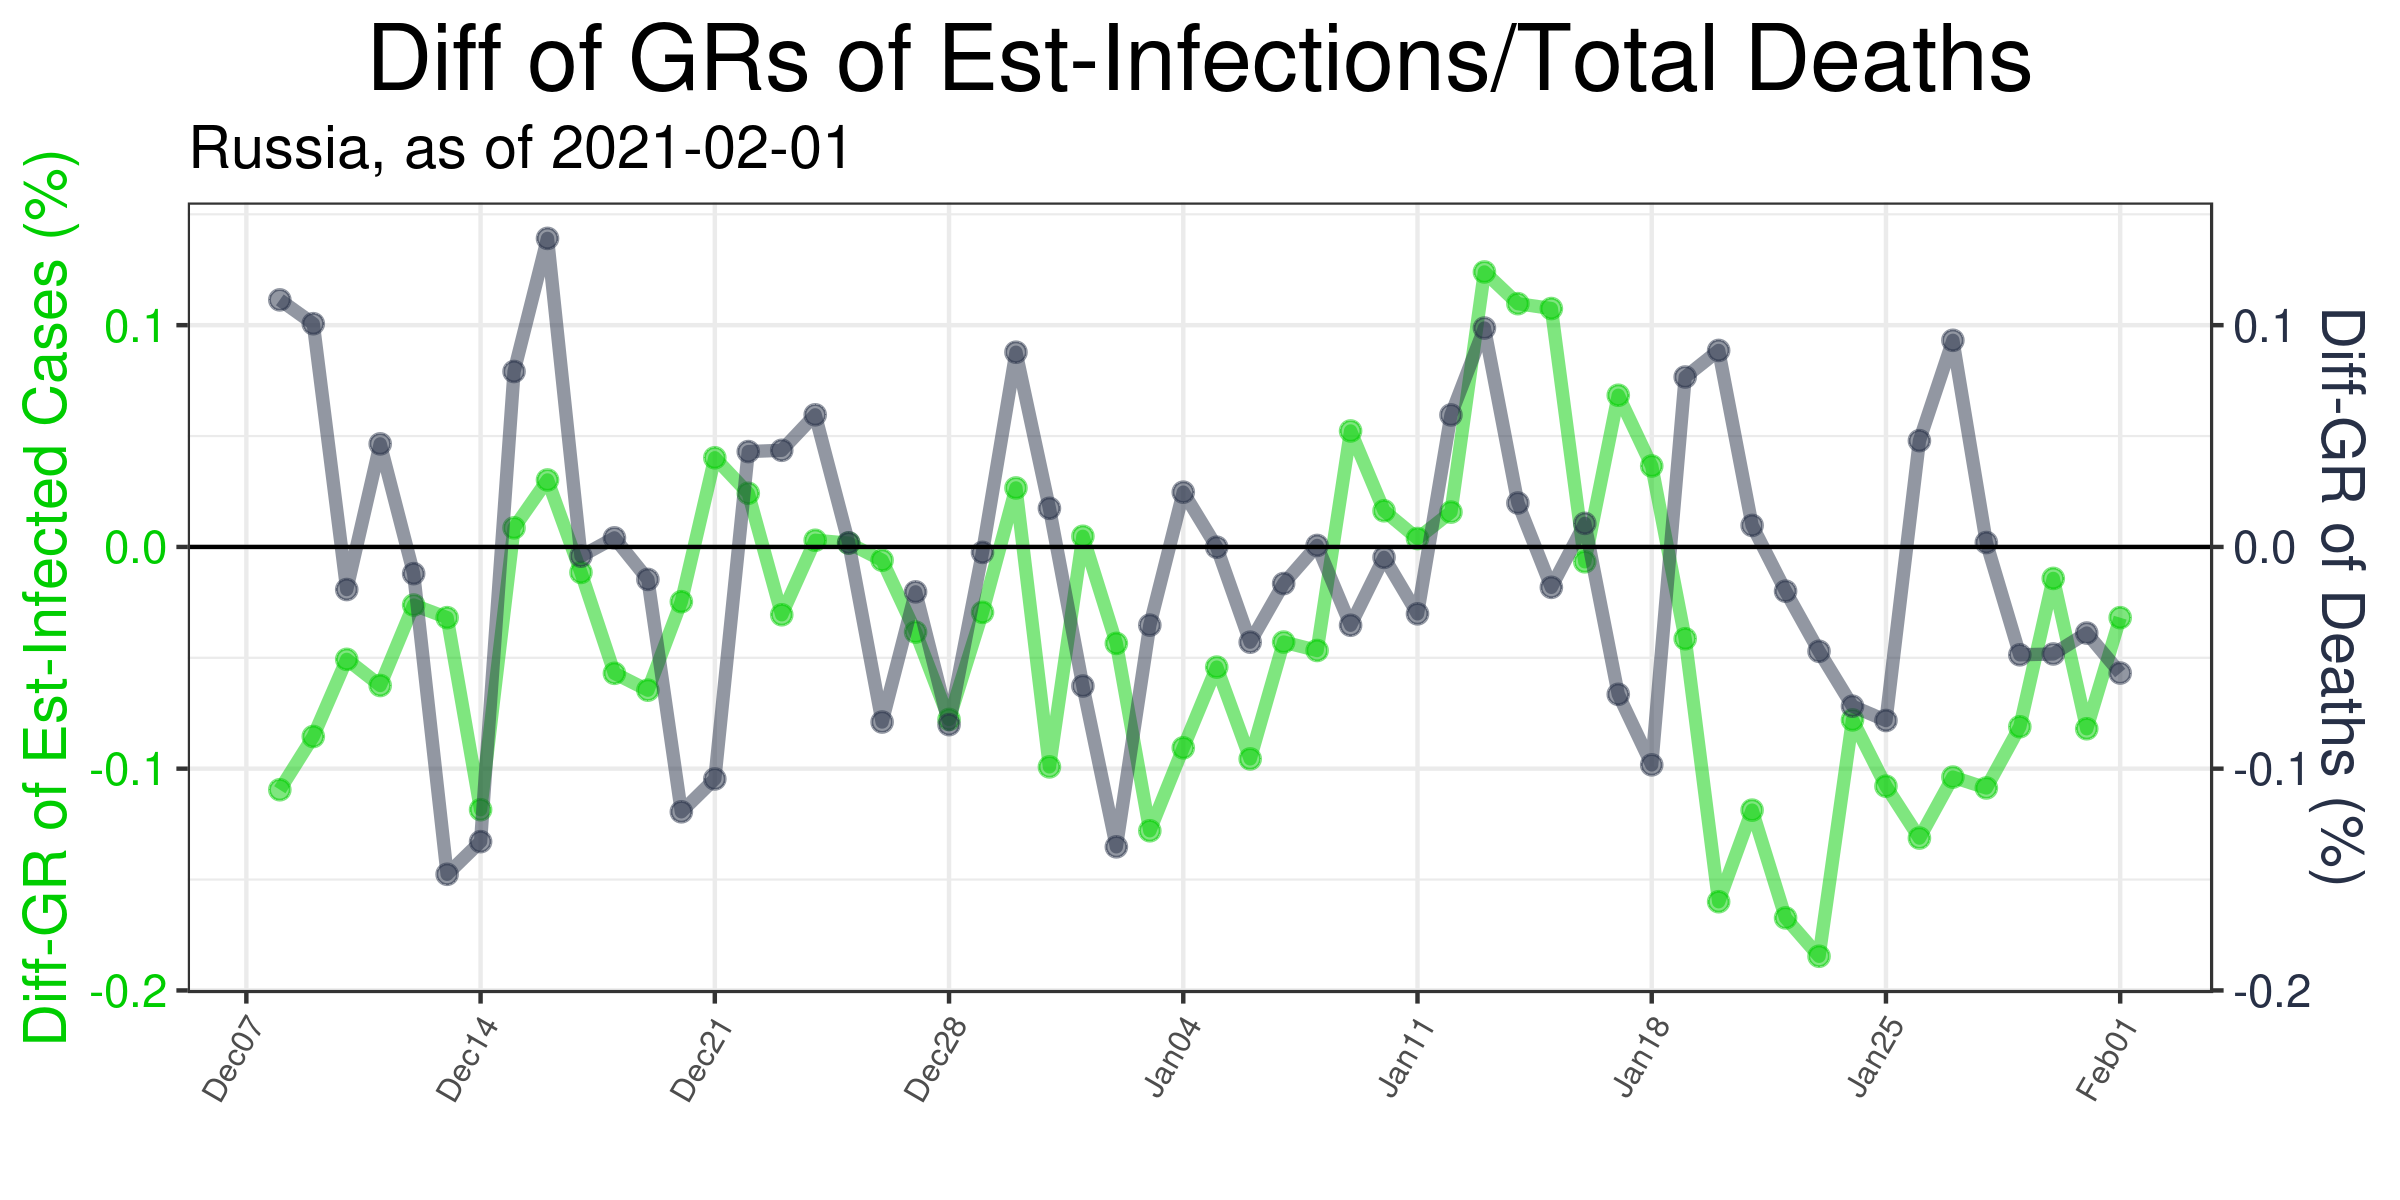 Diff of GRs of Est-Infections/Total Deaths
Russia, as of 2021-02-01
Diff-GR of Est-Infected Cases (%)
0.1
0.0
-0.1
-0.2
0.1
0.0
-0.1
-0.2
Diff-GR of Deaths (%)
Dec07
Dec14
Dec21
Dec28
Jan04
Jan11
Jan18
Jan25
Feb01